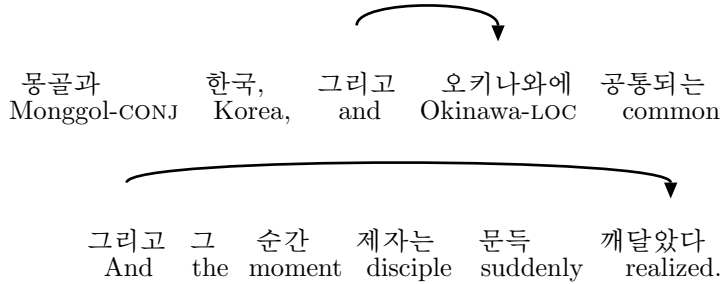 몽골과 한국, 그리고 오키나와에 공통되는
Monggol-CONJ Korea, and Okinawa-LOC common
그리고 그 순간 제자는 문득 깨달았다
And the moment disciple suddenly realized.